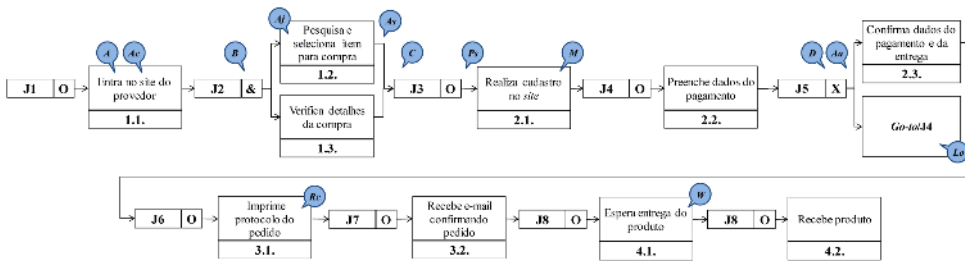 Aj
As
Pesquisa e
seleciona item
para compra
1.2.
A
Ac
B
C
Ps
M
D
Au
Confirma dados do
pagamento e da
entrega
2.3.
J1 O
Entra no site do
provedor
1.1.
J2 &
Verifica detalhes
da compra
1.3.
J3 O
Realiza cadastro
no site
2.1.
J4 O
Preenche dados do
pagamento
2.2.
J5 X
Go-to/J4
Lo
J6 O
Imprime
protocolo do
pedido
3.1.
Rc
J7 O
Recebe e-mail
confirmando
pedido
3.2.
J8 O
Espera entrega do
produto
4.1.
W
J8 O
Recebe produto
4.2.